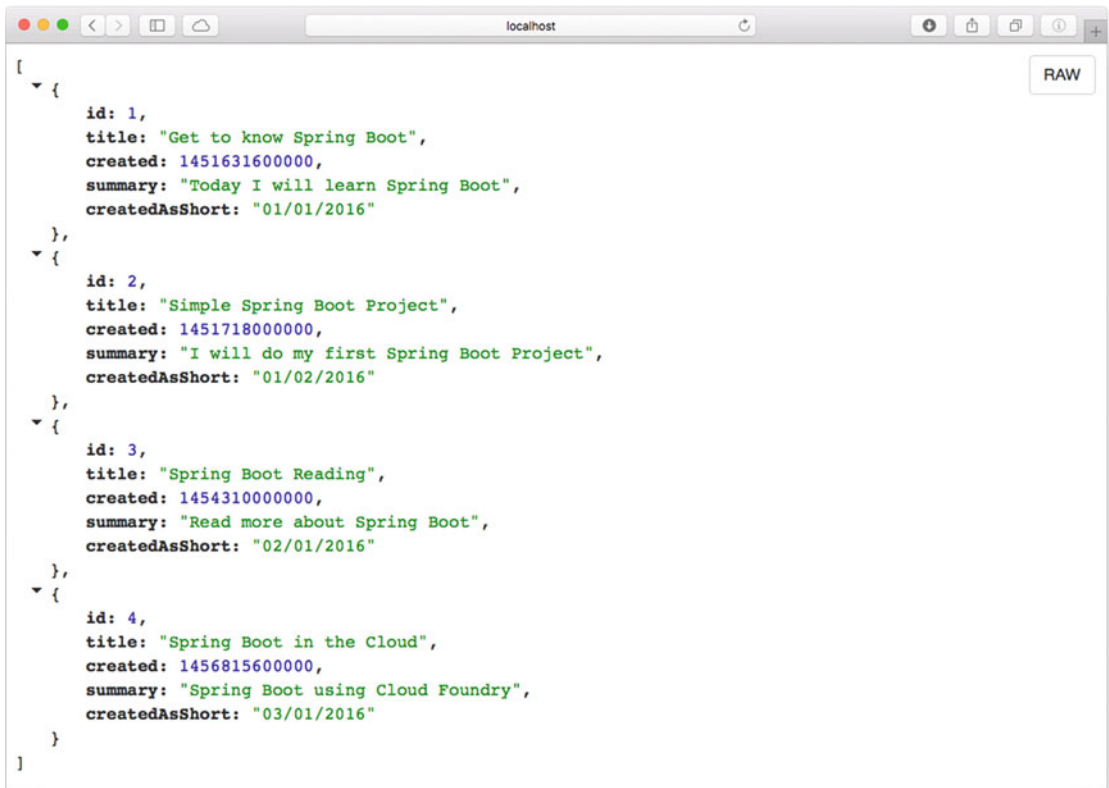 localhost
RAW
[
{
id: 1,
title: "Get to know Spring Boot",
created: 1451631600000,
summary: "Today I will learn Spring Boot",
createdAsShort: "01/01/2016"
},
{
id: 2,
title: "Simple Spring Boot Project",
created: 1451718000000,
summary: "I will do my first Spring Boot Project",
createdAsShort: "01/02/2016"
},
{
id: 3,
title: "Spring Boot Reading",
created: 1454310000000,
summary: "Read more about Spring Boot",
createdAsShort: "02/01/2016"
},
{
id: 4,
title: "Spring Boot in the Cloud",
created: 1456815600000,
summary: "Spring Boot using Cloud Foundry",
createdAsShort: "03/01/2016"
}
]